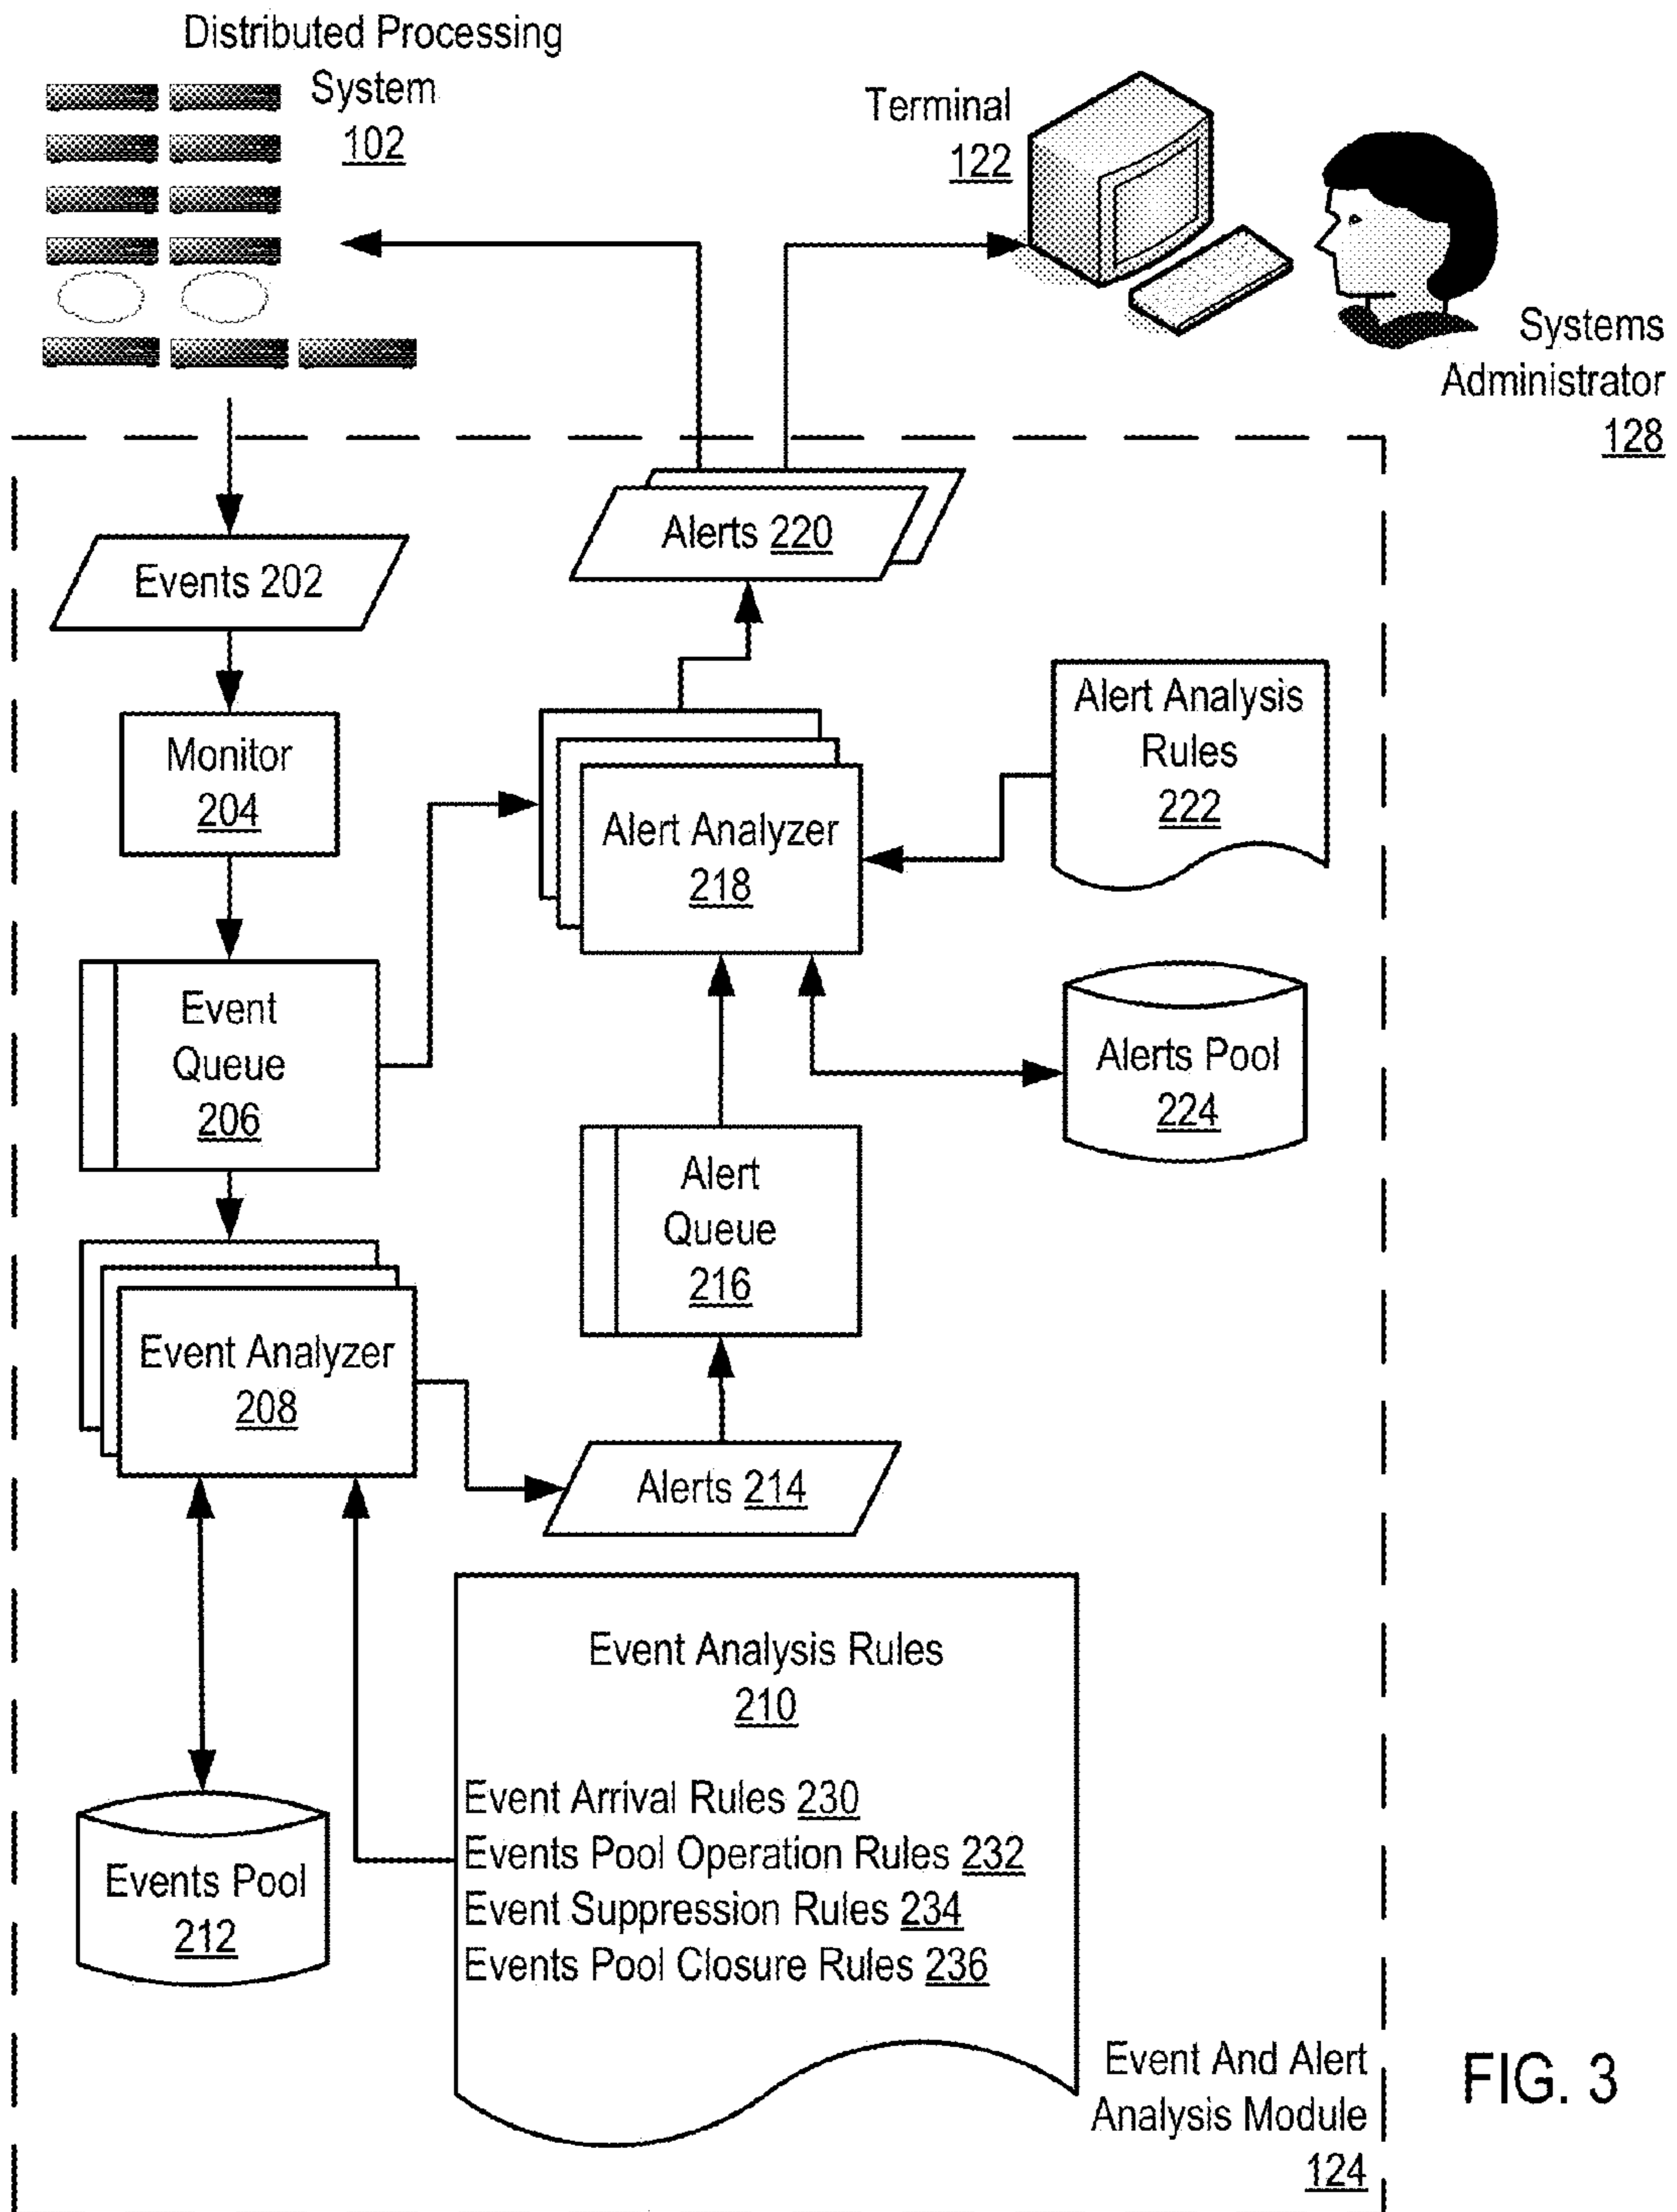 Distributed Processing
System
102
Terminal
122
Systems
Administrator
128
Alerts 220
Events 202
Monitor
204
Alert Analysis
Rules
222
Alert Analyzer
218
Event
Queue
206
Alerts Pool
224
Alert
Queue
216
Event Analyzer
208
Alerts 214
Event Analysis Rules
210
Event Arrival Rules 230
Events Pool Operation Rules 232
Event Suppression Rules 234
Events Pool Closure Rules 236
Events Pool
212
Event And Alert
Analysis Module
124
FIG. 3